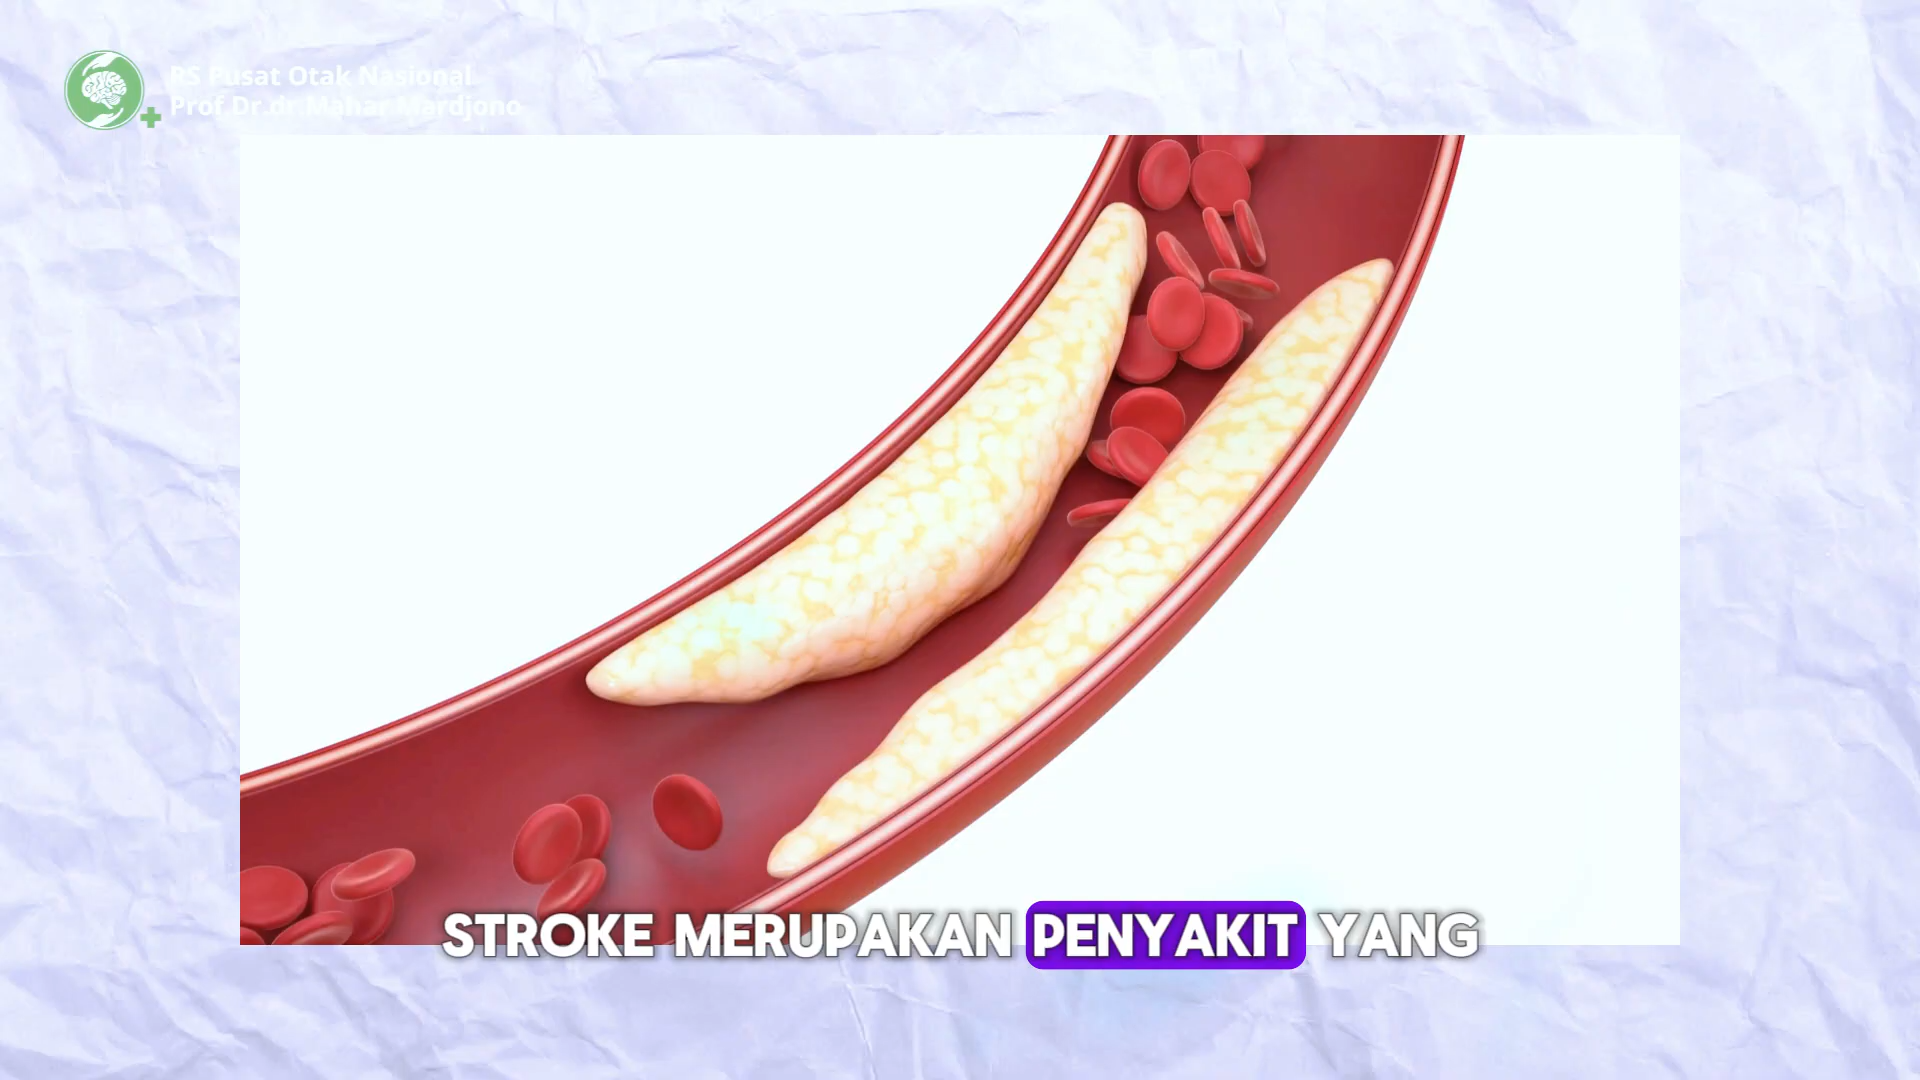 RS Pusat Otak Nasional
Prof.Dr.dr.Mahar Mardjono
STROKE MERUPAKAN PENYAKIT YANG